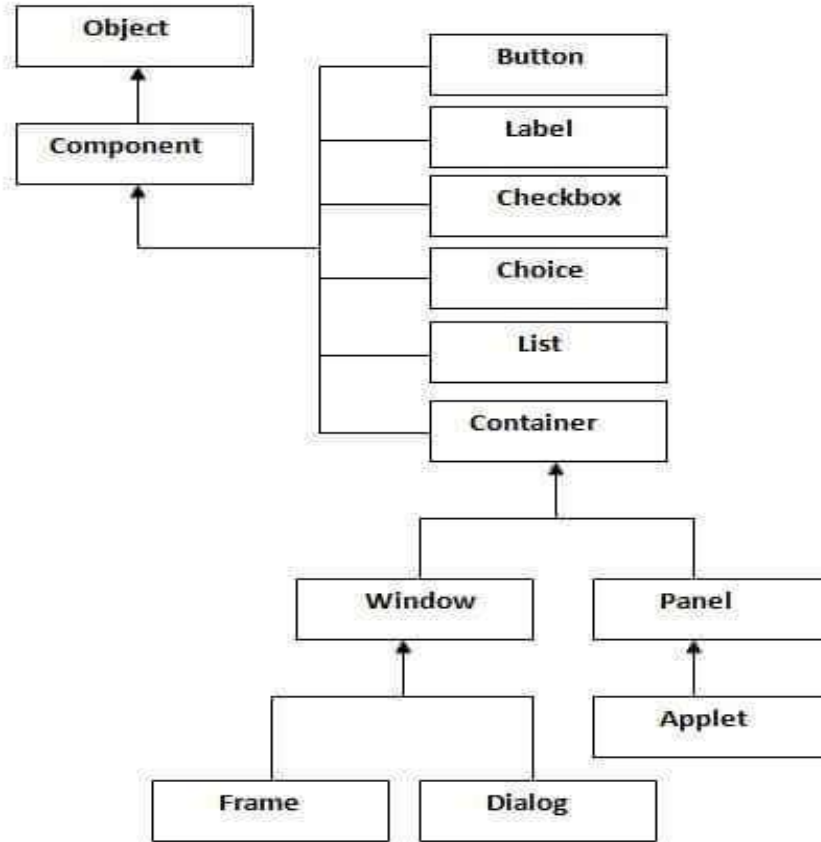 Object
Component
Button
Label
Checkbox
Choice
List
Container
Window
Panel
Applet
Frame
Dialog